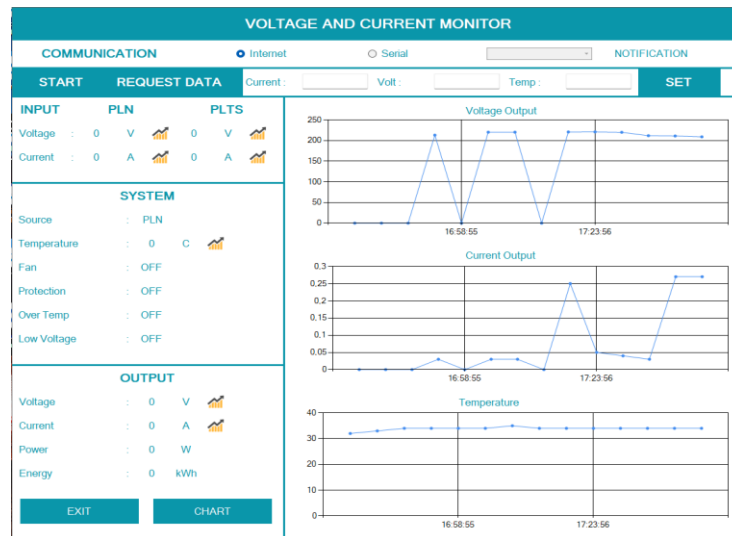 VOLTAGE AND CURRENT MONITOR
COMMUNICATION Internet Serial NOTIFICATION
START REQUEST DATA Current : Volt : Temp : SET
INPUT PLN PLTS
Voltage : 0 V 0 V
Current : 0 A 0 A
SYSTEM
Source : PLN
Temperature : 0 C
Fan : OFF
Protection : OFF
Over Temp : OFF
Low Voltage : OFF
OUTPUT
Voltage : 0 V
Current : 0 A
Power : 0 W
Energy : 0 kWh
EXIT CHART
Voltage Output
250
200
150
100
50
0
16:58:55 17:23:56
Current Output
0,3
0,25
0,2
0,15
0,1
0,05
0
16:58:55 17:23:56
Temperature
40
30
20
10
0
16:58:55 17:23:56